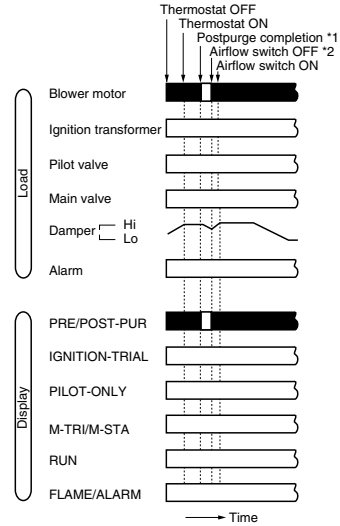 Thermostat OFF
Thermostat ON
Postpurge completion *1
Airflow switch OFF *2
Airflow switch ON
Load
Blower motor
Ignition transformer
Pilot valve
Main valve
Damper Hi
Lo
Alarm
Display
PRE/POST-PUR
IGNITION-TRIAL
PILOT-ONLY
M-TRI/M-STA
RUN
FLAME/ALARM
Time